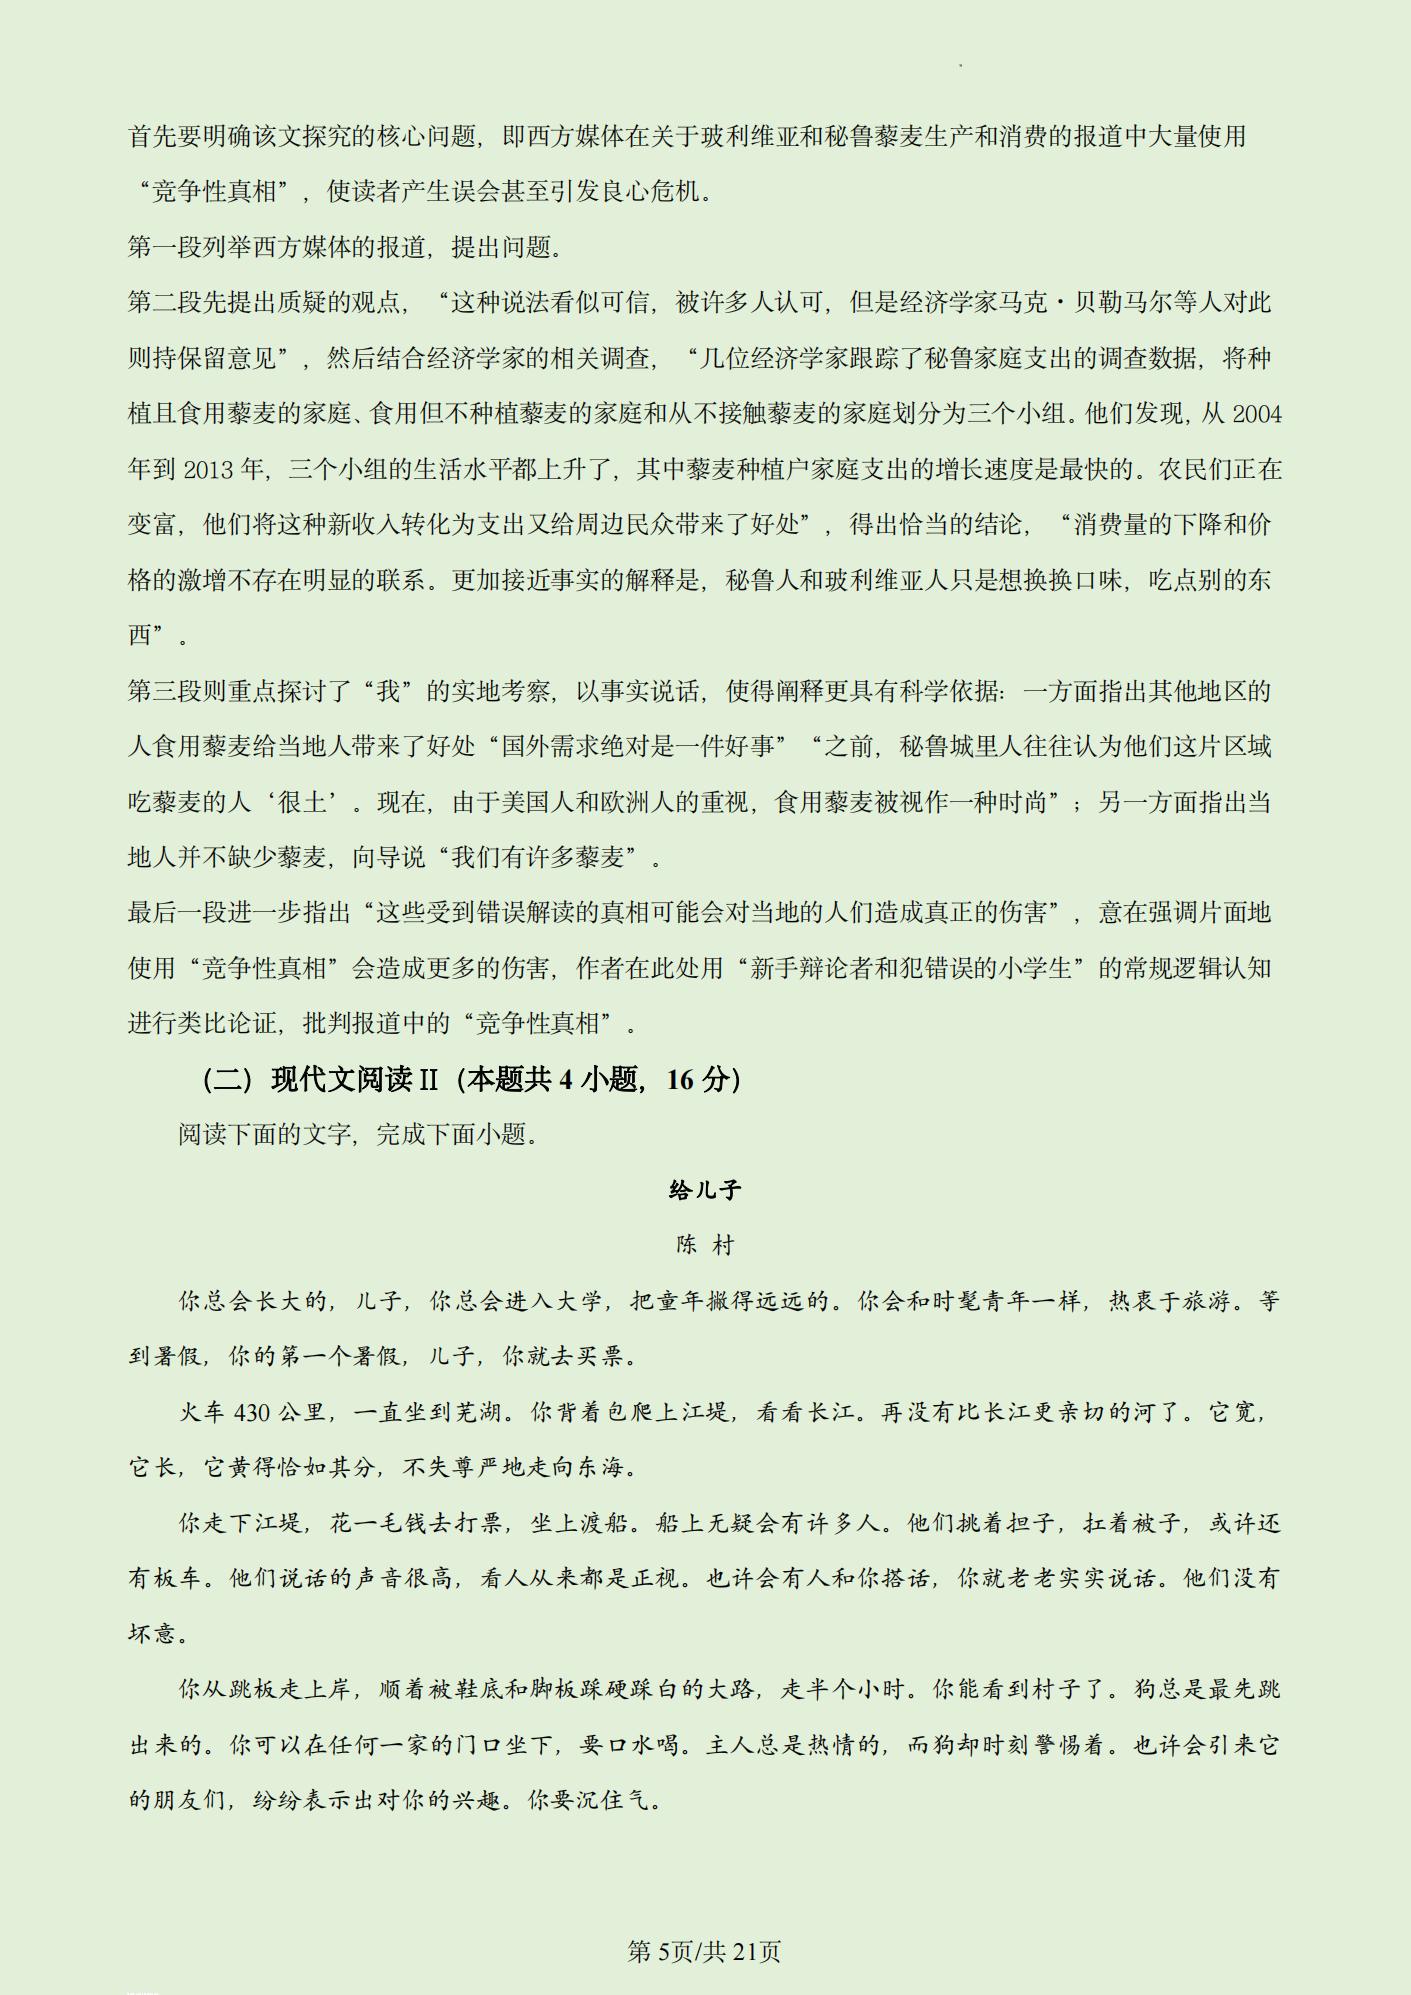 首先要明确该文探究的核心问题，即西方媒体在关于玻利维亚和秘鲁藜麦生产和消费的报道中大量使用
“竞争性真相”，使读者产生误会甚至引发良心危机。
第一段列举西方媒体的报道，提出问题。
第二段先提出质疑的观点，“这种说法看似可信，被许多人认可，但是经济学家马克·贝勒马尔等人对此
则持保留意见”，然后结合经济学家的相关调查，“几位经济学家跟踪了秘鲁家庭支出的调查数据，将种
植且食用藜麦的家庭、食用但不种植藜麦的家庭和从不接触藜麦的家庭划分为三个小组。他们发现，从 2004
年到 2013 年，三个小组的生活水平都上升了，其中藜麦种植户家庭支出的增长速度是最快的。农民们正在
变富，他们将这种新收入转化为支出又给周边民众带来了好处”，得出恰当的结论，“消费量的下降和价
格的激增不存在明显的联系。更加接近事实的解释是，秘鲁人和玻利维亚人只是想换换口味，吃点别的东
西”。
第三段则重点探讨了“我”的实地考察，以事实说话，使得阐释更具有科学依据：一方面指出其他地区的
人食用藜麦给当地人带来了好处“国外需求绝对是一件好事”“之前，秘鲁城里人往往认为他们这片区域
吃藜麦的人‘很土’。现在，由于美国人和欧洲人的重视，食用藜麦被视作一种时尚”；另一方面指出当
地人并不缺少藜麦，向导说“我们有许多藜麦”。
最后一段进一步指出“这些受到错误解读的真相可能会对当地的人们造成真正的伤害”，意在强调片面地
使用“竞争性真相”会造成更多的伤害，作者在此处用“新手辩论者和犯错误的小学生”的常规逻辑认知
进行类比论证，批判报道中的“竞争性真相”。
（二）现代文阅读 II（本题共 4 小题，16 分）
阅读下面的文字，完成下面小题。
给儿子
陈 村
你总会长大的，儿子，你总会进入大学，把童年撇得远远的。你会和时髦青年一样，热衷于旅游。等
到暑假，你的第一个暑假，儿子，你就去买票。
火车 430 公里，一直坐到芜湖。你背着包爬上江堤，看看长江。再没有比长江更亲切的河了。它宽，
它长，它黄得恰如其分，不失尊严地走向东海。
你走下江堤，花一毛钱去打票，坐上渡船。船上无疑会有许多人。他们挑着担子，扛着被子，或许还
有板车。他们说话的声音很高，看人从来都是正视。也许会有人和你搭话，你就老老实实说话。他们没有
坏意。
你从跳板走上岸，顺着被鞋底和脚板踩硬踩白的大路，走半个小时。你能看到村子了。狗总是最先跳
出来的。你可以在任何一家的门口坐下，要口水喝。主人总是热情的，而狗却时刻警惕着。也许会引来它
的朋友们，纷纷表示出对你的兴趣。你要沉住气。
第 5页/共 21页